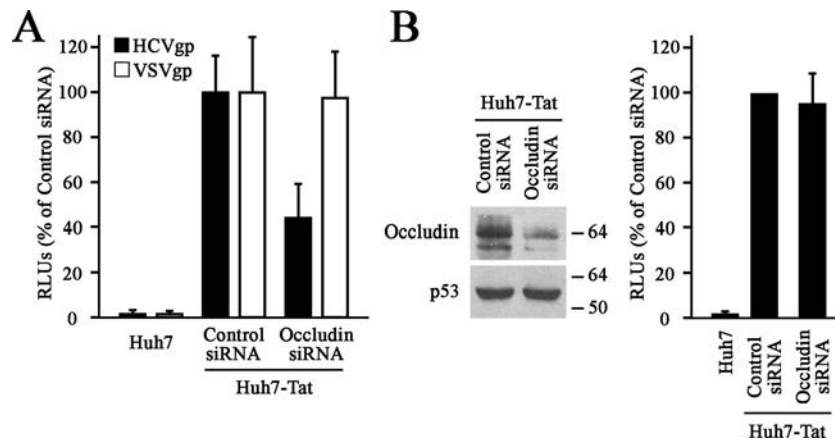 A
HCVgp
VSVgp
RLUs (% of Control siRNA)
120
100
80
60
40
20
0
Huh7
Control
siRNA
Occludin
siRNA
Huh7-Tat
B
Huh7-Tat
Control
siRNA
Occludin
siRNA
Occludin
– 64
– 64
p53
– 50
RLUs (% of Control siRNA)
120
100
80
60
40
20
0
Huh7
Control
siRNA
Occludin
siRNA
Huh7-Tat